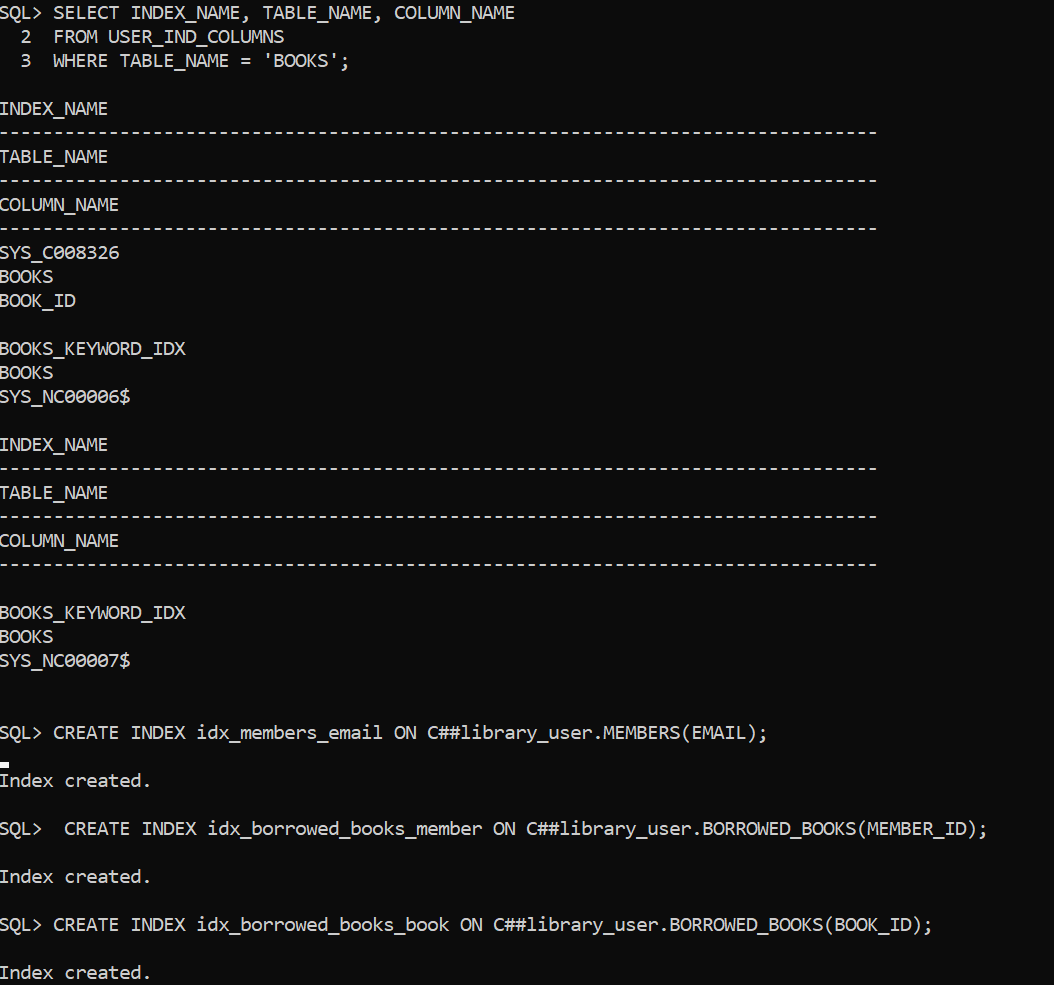 SQL> SELECT INDEX_NAME, TABLE_NAME, COLUMN_NAME
  2  FROM USER_IND_COLUMNS
  3  WHERE TABLE_NAME = 'BOOKS';
INDEX_NAME
--------------------------------------------------------------------------------
TABLE_NAME
--------------------------------------------------------------------------------
COLUMN_NAME
--------------------------------------------------------------------------------
SYS_C008326
BOOKS
BOOK_ID
BOOKS_KEYWORD_IDX
BOOKS
SYS_NC00006$
INDEX_NAME
--------------------------------------------------------------------------------
TABLE_NAME
--------------------------------------------------------------------------------
COLUMN_NAME
--------------------------------------------------------------------------------
BOOKS_KEYWORD_IDX
BOOKS
SYS_NC00007$
SQL> CREATE INDEX idx_members_email ON C##library_user.MEMBERS(EMAIL);
Index created.
SQL>  CREATE INDEX idx_borrowed_books_member ON C##library_user.BORROWED_BOOKS(MEMBER_ID);
Index created.
SQL> CREATE INDEX idx_borrowed_books_book ON C##library_user.BORROWED_BOOKS(BOOK_ID);
Index created.